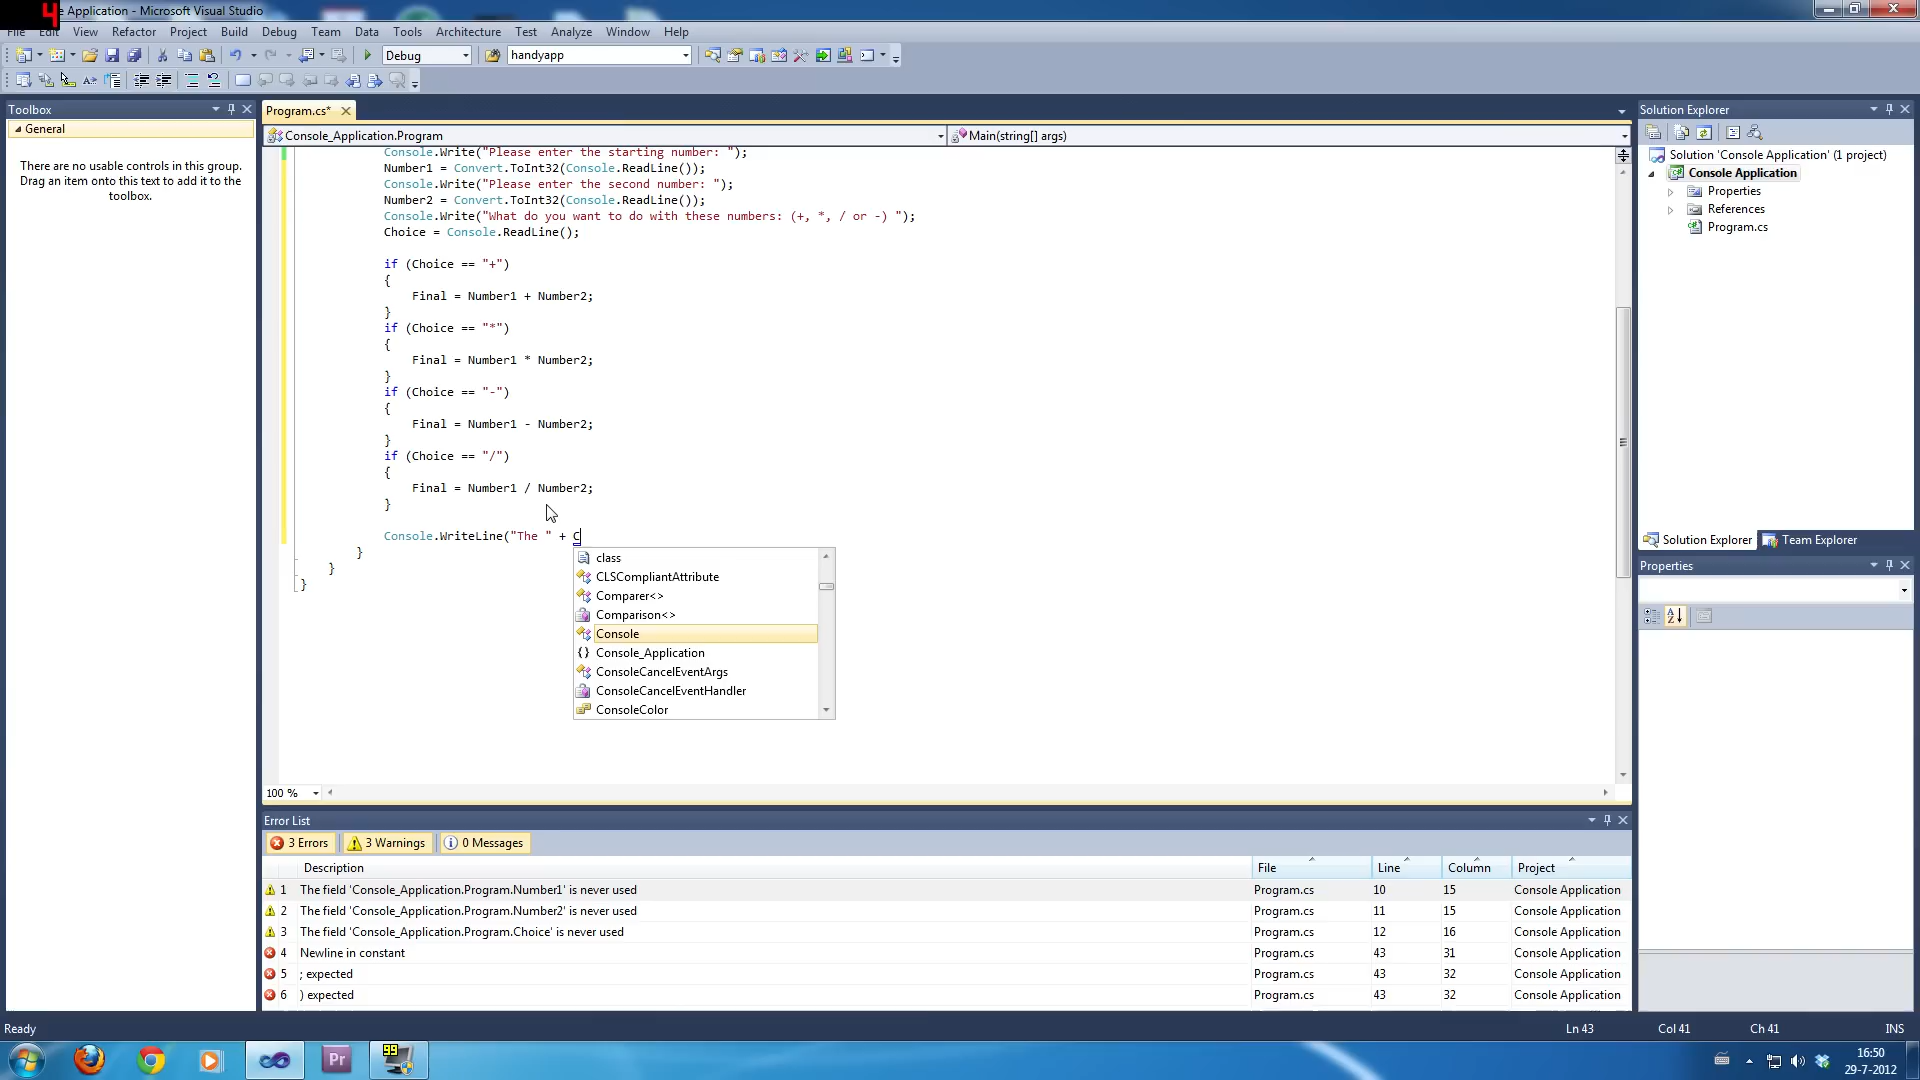 4
e Application - Microsoft Visual Studio
File Edit View Refactor Project Build Debug Team Data Tools Architecture Test Analyze Window Help
Debug
handyapp
Toolbox
General
There are no usable controls in this group.
Drag an item onto this text to add it to the
toolbox.
Program.cs*
Console_Application.Program
Main(string[] args)
Console.Write("Please enter the starting number: ");
Number1 = Convert.ToInt32(Console.ReadLine());
Console.Write("Please enter the second number: ");
Number2 = Convert.ToInt32(Console.ReadLine());
Console.Write("What do you want to do with these numbers: (+, *, / or -) ");
Choice = Console.ReadLine();
if (Choice == "+")
{
Final = Number1 + Number2;
}
if (Choice == "*")
{
Final = Number1 * Number2;
}
if (Choice == "-")
{
Final = Number1 - Number2;
}
if (Choice == "/")
{
Final = Number1 / Number2;
}
Console.WriteLine("The " + C
}
}
}
class
CLSCompliantAttribute
Comparer<>
Comparison<>
Console
Console_Application
ConsoleCancelEventArgs
ConsoleCancelEventHandler
ConsoleColor
100 %
Solution Explorer
Solution 'Console Application' (1 project)
Console Application
Properties
References
Program.cs
Solution Explorer
Team Explorer
Properties
Error List
3 Errors
3 Warnings
0 Messages
Description File Line Column Project
1 The field 'Console_Application.Program.Number1' is never used Program.cs 10 15 Console Application
2 The field 'Console_Application.Program.Number2' is never used Program.cs 11 15 Console Application
3 The field 'Console_Application.Program.Choice' is never used Program.cs 12 16 Console Application
4 Newline in constant Program.cs 43 31 Console Application
5 ; expected Program.cs 43 32 Console Application
6 ) expected Program.cs 43 32 Console Application
Ready
Ln 43
Col 41
Ch 41
INS
Pr
99
16:50
29-7-2012